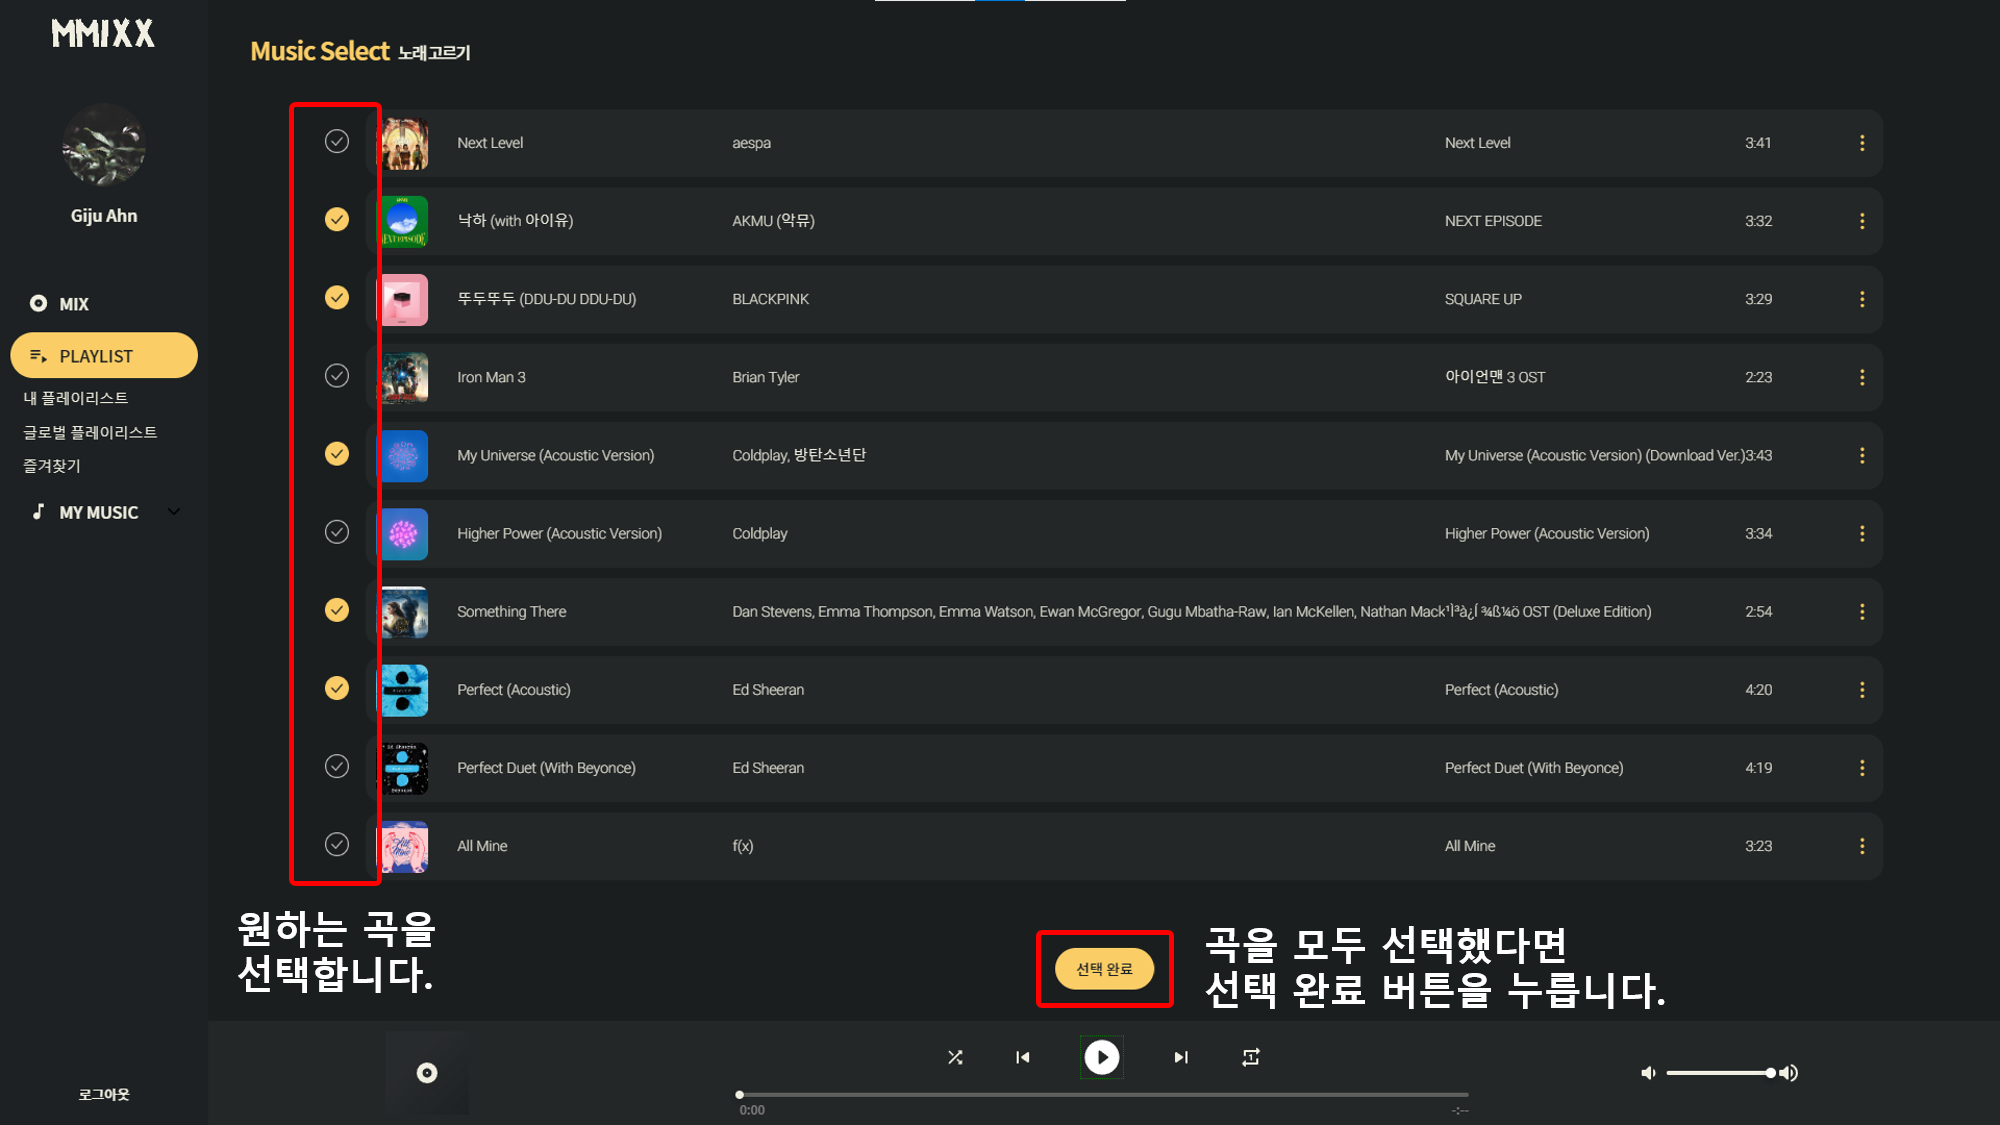 MMIXX
Giju Ahn
MIX
PLAYLIST
내 플레이리스트
글로벌 플레이리스트
즐겨찾기
MY MUSIC
로그아웃
Music Select 노래고르기
Next Level aespa Next Level 3:41
낙하 (with 아이유) AKMU (악뮤) NEXT EPISODE 3:32
뚜두뚜두 (DDU-DU DDU-DU) BLACKPINK SQUARE UP 3:29
Iron Man 3 Brian Tyler 아이언맨 3 OST 2:23
My Universe (Acoustic Version) Coldplay, 방탄소년단 My Universe (Acoustic Version) (Download Ver.) 3:43
Higher Power (Acoustic Version) Coldplay Higher Power (Acoustic Version) 3:34
Something There Dan Stevens, Emma Thompson, Emma Watson, Ewan McGregor, Gugu Mbatha-Raw, Ian McKellen, Nathan Mack OST (Deluxe Edition) 2:54
Perfect (Acoustic) Ed Sheeran Perfect (Acoustic) 4:20
Perfect Duet (With Beyonce) Ed Sheeran Perfect Duet (With Beyonce) 4:19
All Mine f(x) All Mine 3:23
원하는 곡을
선택합니다.
선택 완료
곡을 모두 선택했다면
선택 완료 버튼을 누릅니다.
0:00
-:--